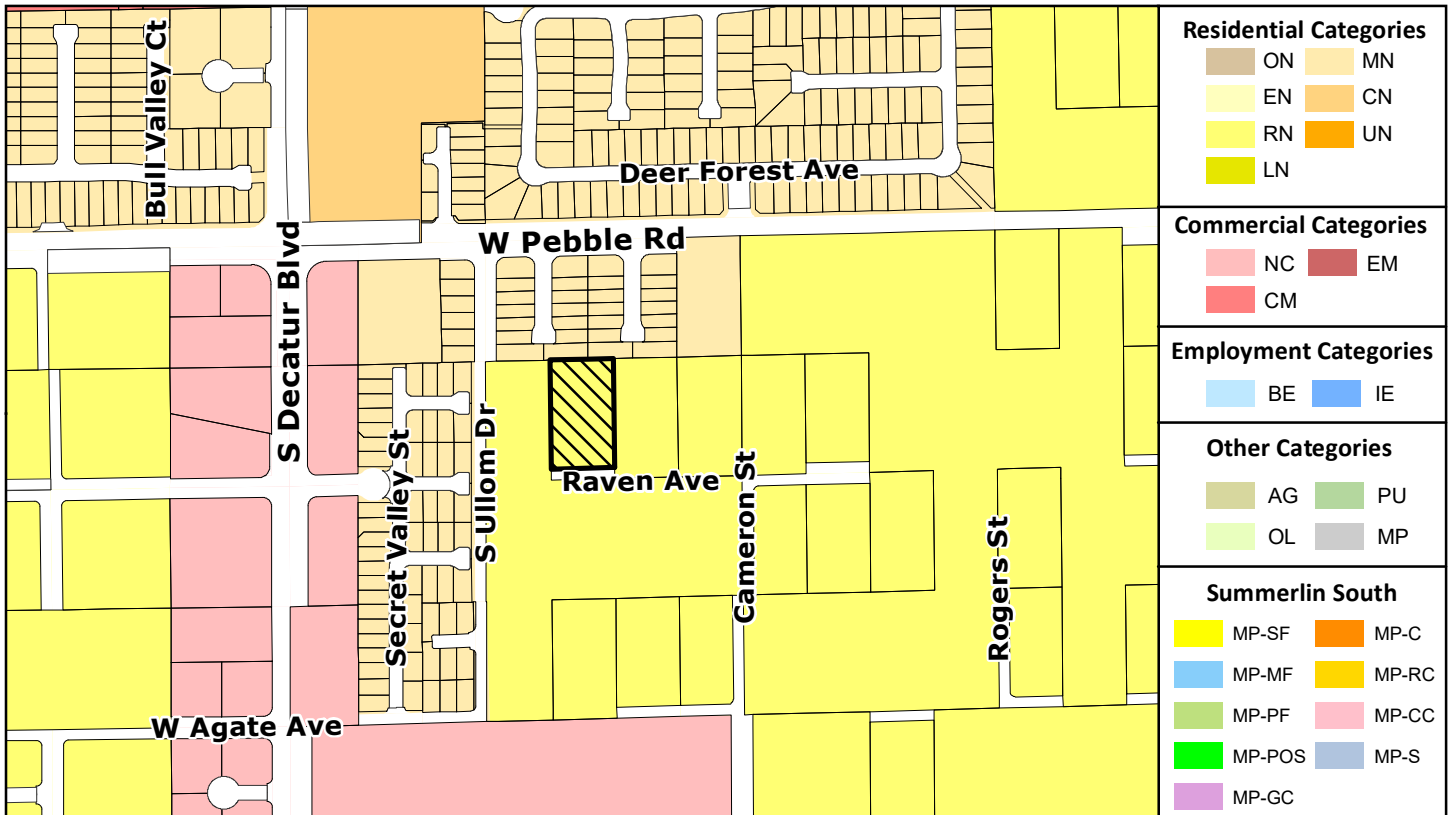 Bull Valley Ct
Deer Forest Ave
W Pebble Rd
S Decatur Blvd
S Ullom Dr
Secret Valley St
Raven Ave
Cameron St
Rogers St
W Agate Ave
Residential Categories
ON MN
EN CN
RN UN
LN
Commercial Categories
NC EM
CM
Employment Categories
BE IE
Other Categories
AG PU
OL MP
Summerlin South
MP-SF MP-C
MP-MF MP-RC
MP-PF MP-CC
MP-POS MP-S
MP-GC